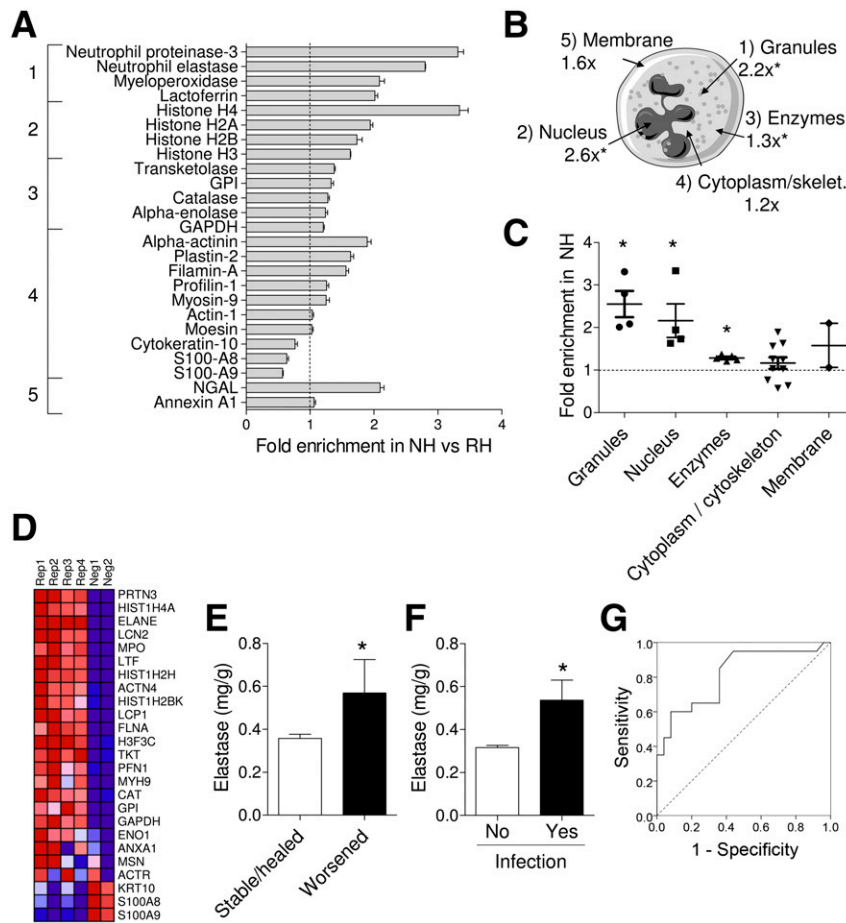 A
1
2
3
4
5
Neutrophil proteinase-3
Neutrophil elastase
Myeloperoxidase
Lactoferrin
Histone H4
Histone H2A
Histone H2B
Histone H3
Transketolase
GPI
Catalase
Alpha-enolase
GAPDH
Alpha-actinin
Plastin-2
Filamin-A
Profilin-1
Myosin-9
Actin-1
Moesin
Cytokeratin-10
S100-A8
S100-A9
NGAL
Annexin A1
0 1 2 3 4
Fold enrichment in NH vs RH
B
5) Membrane
1.6x
1) Granules
2.2x*
2) Nucleus
2.6x*
3) Enzymes
1.3x*
4) Cytoplasm/skelet.
1.2x
C
Fold enrichment in NH
4
3
2
1
0
* * *
Granules
Nucleus
Enzymes
Cytoplasm / cytoskeleton
Membrane
D
Rep1 Rep2 Rep3 Rep4 Neg1 Neg2
PRTN3
HIST1H4A
ELANE
LCN2
MPO
LTF
HIST1H2H
ACTN4
HIST1H2BK
LCP1
FLNA
H3F3C
TKT
PFN1
MYH9
CAT
GPI
GAPDH
ENO1
ANXA1
MSN
ACTR
KRT10
S100A8
S100A9
E
Elastase (mg/g)
0.8
0.6
0.4
0.2
0.0
*
Stable/healed
Worsened
F
Elastase (mg/g)
0.8
0.6
0.4
0.2
0.0
*
No Yes
Infection
G
Sensitivity
1.0
0.8
0.6
0.4
0.2
0.0
0.0 0.2 0.4 0.6 0.8 1.0
1 - Specificity